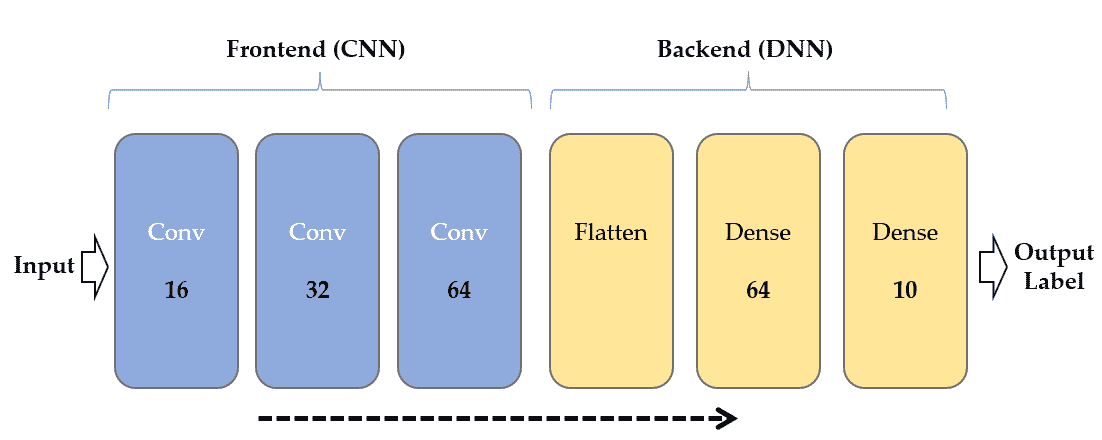 Frontend (CNN)
Backend (DNN)
Input
Conv
16
Conv
32
Conv
64
Flatten
Dense
64
Dense
10
Output
Label